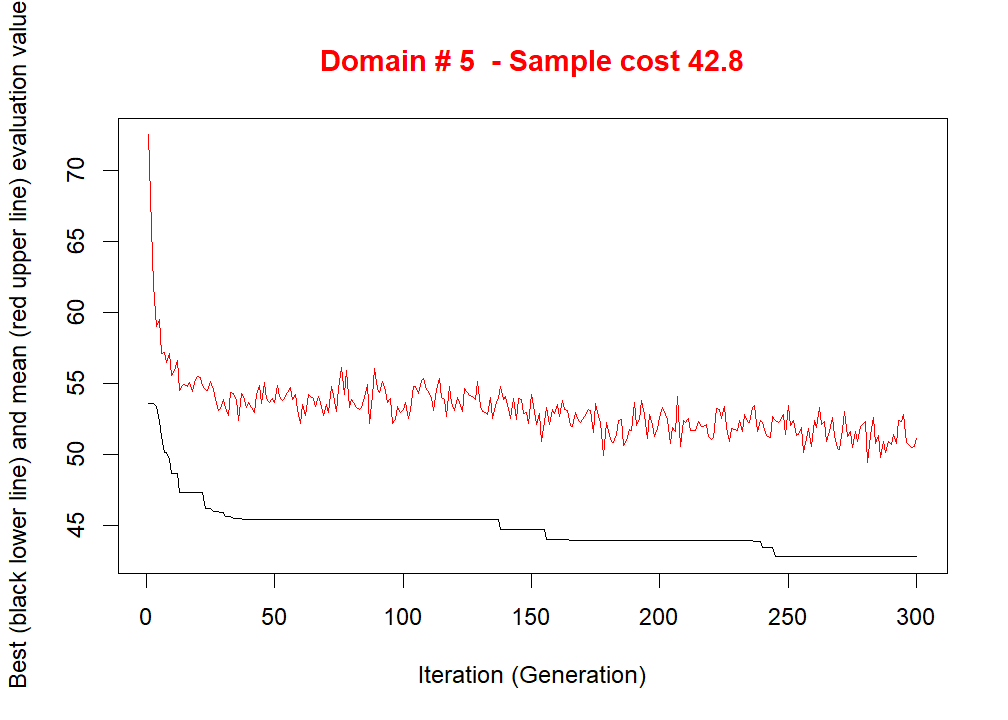 Domain # 5  - Sample cost 42.8
Best (black lower line) and mean (red upper line) evaluation value
70
65
60
55
50
45
0 50 100 150 200 250 300
Iteration (Generation)